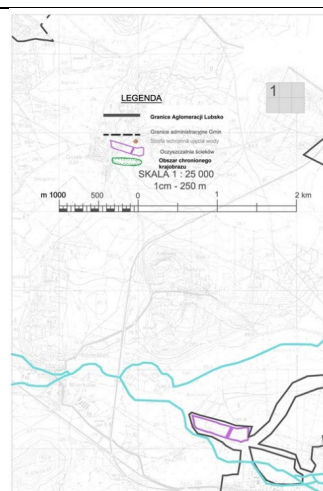 LEGENDA
1
Granice Aglomeracji Lubsko
Granice administracyjne Gmin
Strefa ochronna ujęcia wody
Oczyszczalnie ścieków
Obszar chronionego
krajobrazu
SKALA 1 : 25 000
1cm - 250 m
m 1000 500 0 1 2 km